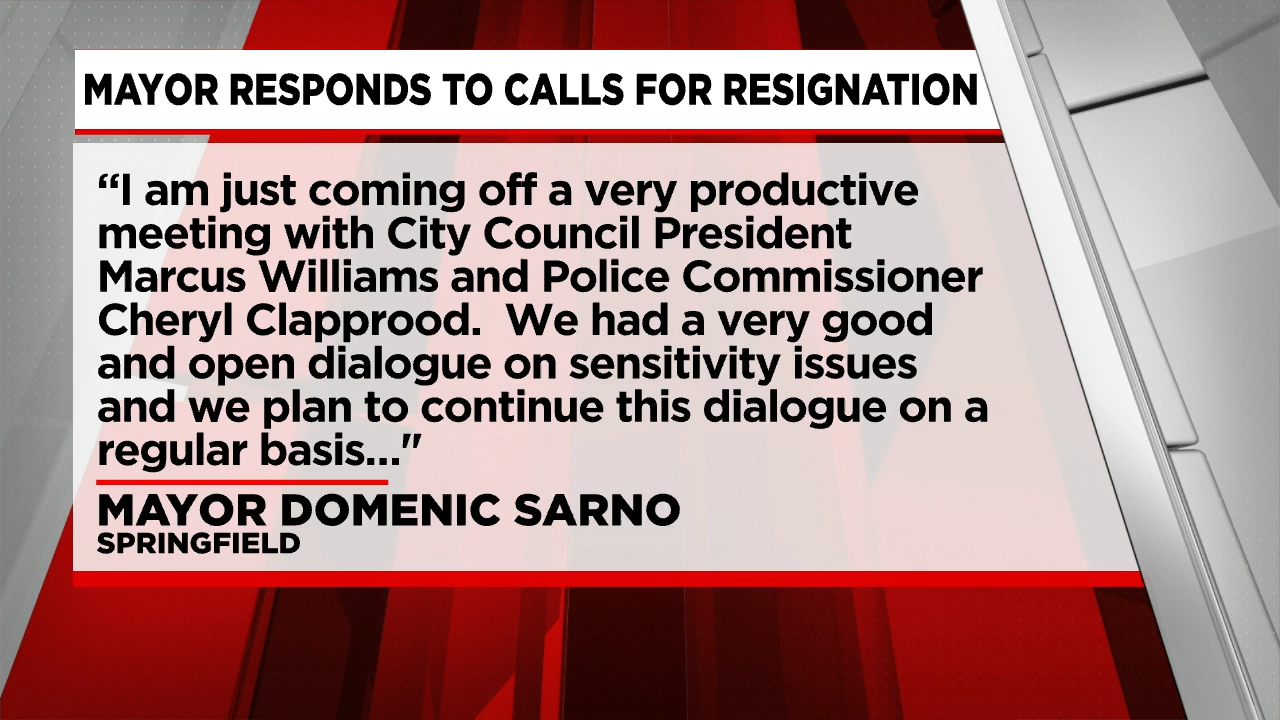 MAYOR RESPONDS TO CALLS FOR RESIGNATION
“I am just coming off a very productive
meeting with City Council President
Marcus Williams and Police Commissioner
Cheryl Clapprood.  We had a very good
and open dialogue on sensitivity issues
and we plan to continue this dialogue on a
regular basis..."
MAYOR DOMENIC SARNO
SPRINGFIELD